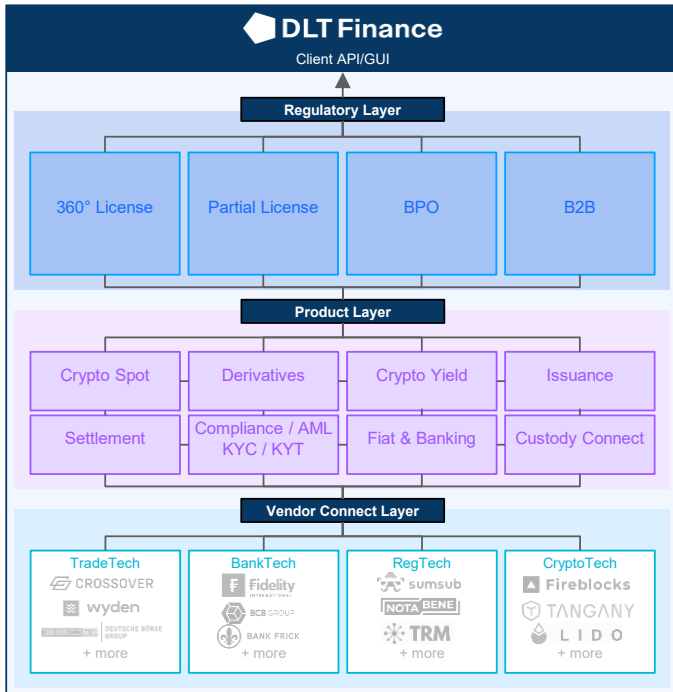 DLT Finance
Client API/GUI
Regulatory Layer
360° License
Partial License
BPO
B2B
Product Layer
Crypto Spot
Derivatives
Crypto Yield
Issuance
Settlement
Compliance / AML
KYC / KYT
Fiat & Banking
Custody Connect
Vendor Connect Layer
TradeTech
CROSSOVER
wyden
DEUTSCHE BÖRSE
GROUP
+ more
BankTech
Fidelity
INTERNATIONAL
BCB GROUP
BANK FRICK
+ more
RegTech
sumsub
NOTA BENE
TRM
+ more
CryptoTech
Fireblocks
TANGANY
LIDO
+ more